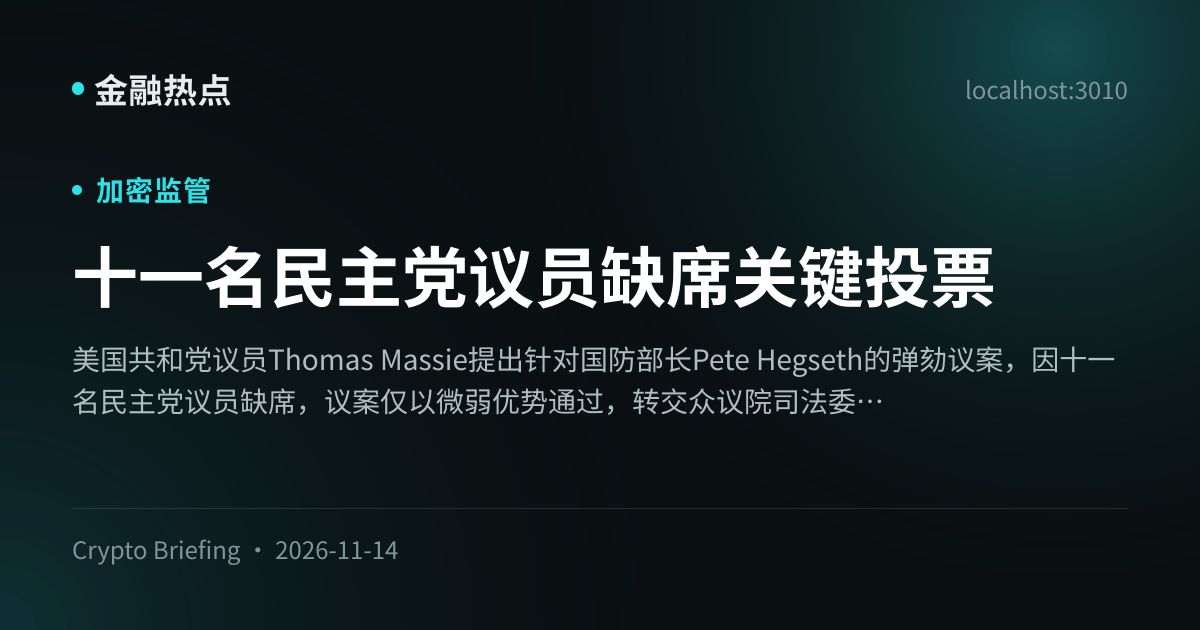 金融热点
localhost:3010
加密监管
十一名民主党议员缺席关键投票
美国共和党议员Thomas Massie提出针对国防部长Pete Hegseth的弹劾议案，因十一
名民主党议员缺席，议案仅以微弱优势通过，转交众议院司法委…
Crypto Briefing · 2026-11-14